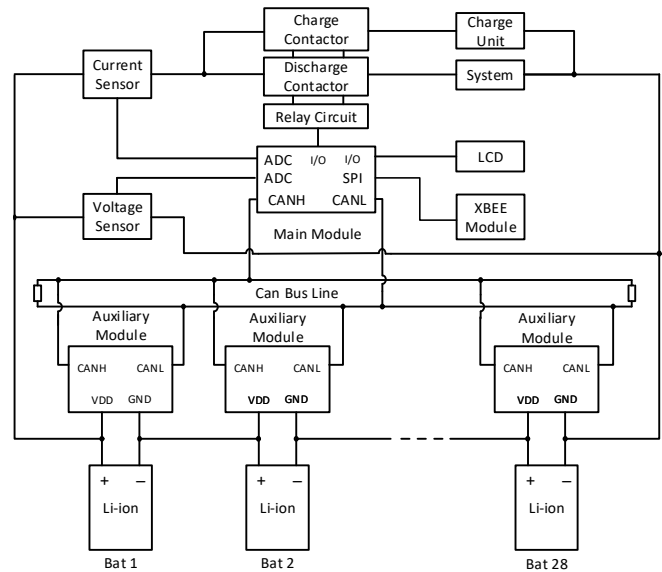 Charge
Contactor
Charge
Unit
Current
Sensor
Discharge
Contactor
System
Relay Circuit
ADC I/O I/O
ADC SPI
CANH CANL
LCD
Voltage
Sensor
XBEE
Module
Main Module
Can Bus Line
Auxiliary
Module
Auxiliary
Module
Auxiliary
Module
CANH CANL
VDD GND
CANH CANL
VDD GND
CANH CANL
VDD GND
+ −
Li-ion
+ −
Li-ion
+ −
Li-ion
Bat 1
Bat 2
Bat 28